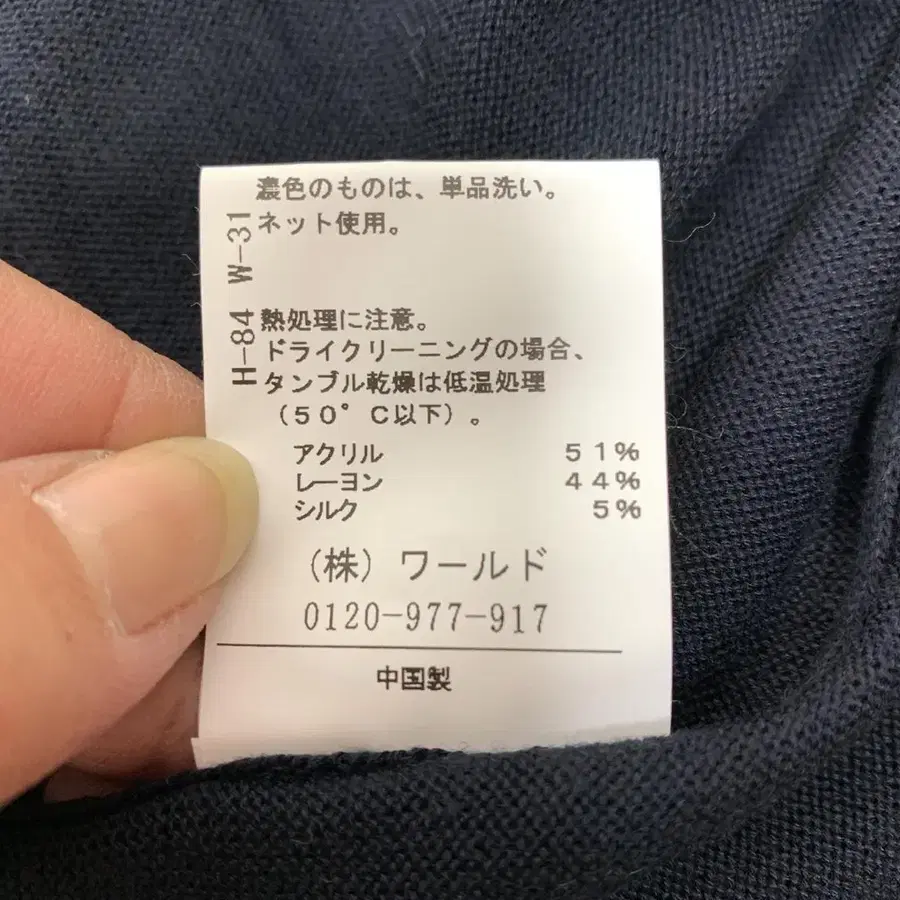 濃色のものは、単品洗い。
ネット使用。
H-84 W-31
熱処理に注意。
ドライクリーニングの場合、
タンブル乾燥は低温処理
（50°C以下）。
アクリル 51%
レーヨン 44%
シルク 5%
（株）ワールド
0120-977-917
中国製